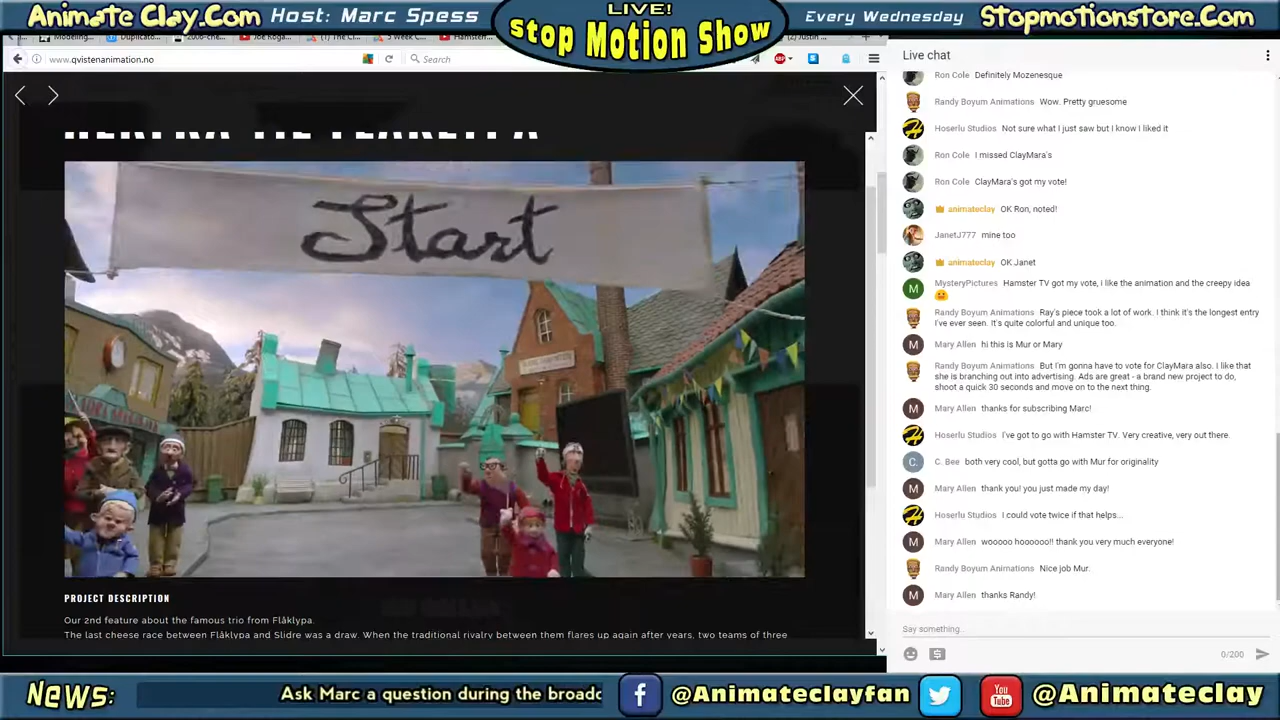 Animate Clay.Com
Host: Marc Spess
LIVE!
Stop Motion Show
Every Wednesday
Stopmotionstore.Com
Modeling...
Joe Roga
www.qvistenanimation.no
Search
Start
PROJECT DESCRIPTION
Our 2nd feature about the famous trio from Flåklypa.
The last cheese race between Flåklypa and Slidre was a draw. When the traditional rivalry between them flares up again after years, two teams of three
Live chat
Ron Cole Definitely Mozenesque
Randy Boyum Animations Wow. Pretty gruesome
Hoserlu Studios Not sure what I just saw but I know I liked it
Ron Cole I missed ClayMara's
Ron Cole ClayMara's got my vote!
animateclay OK Ron, noted!
JanetJ777 mine too
animateclay OK Janet
M MysteryPictures Hamster TV got my vote, i like the animation and the creepy idea
Randy Boyum Animations Ray's piece took a lot of work. I think it's the longest entry
I've ever seen. It's quite colorful and unique too.
M Mary Allen hi this is Mur or Mary
Randy Boyum Animations But I'm gonna have to vote for ClayMara also. I like that
she is branching out into advertising. Ads are great - a brand new project to do,
shoot a quick 30 seconds and move on to the next thing.
M Mary Allen thanks for subscribing Marc!
Hoserlu Studios I've got to go with Hamster TV. Very creative, very out there.
C. C. Bee both very cool, but gotta go with Mur for originality
M Mary Allen thank you! you just made my day!
Hoserlu Studios I could vote twice if that helps...
M Mary Allen wooooo hoooooo!! thank you very much everyone!
Randy Boyum Animations Nice job Mur.
M Mary Allen thanks Randy!
Say something...
0/200
News:
Ask Marc a question during the broadc
@Animateclayfan
You Tube
@Animateclay